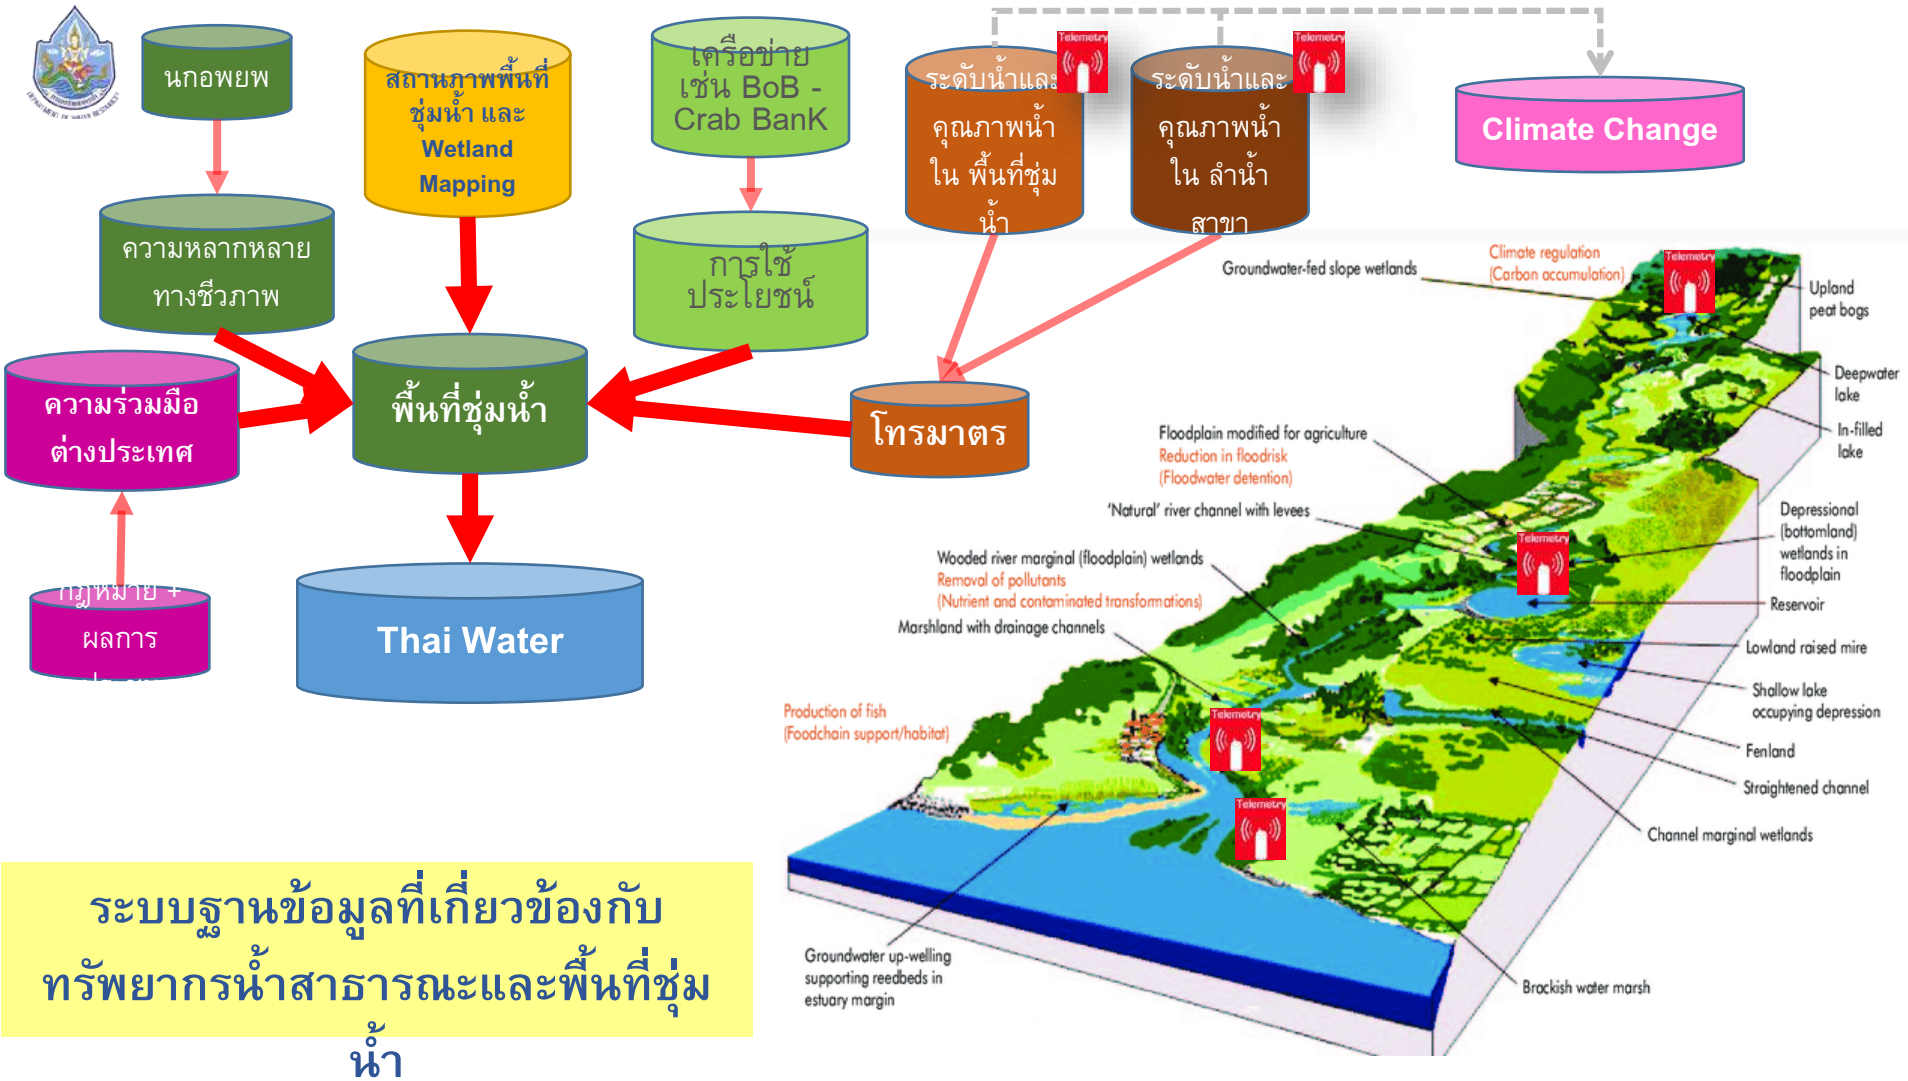 นกอพยพ
สถานภาพพื้นที่
ชุ่มน้ำ และ
Wetland
Mapping
เครือข่าย
เช่น BoB -
Crab BanK
ระดับน้ำและ
คุณภาพน้ำ
ใน พื้นที่ชุ่ม
น้ำ
Telemetry
ระดับน้ำและ
คุณภาพน้ำ
ใน ลำน้ำ
สาขา
Telemetry
Climate Change
ความหลากหลาย
ทางชีวภาพ
การใช้
ประโยชน์
ความร่วมมือ
ต่างประเทศ
พื้นที่ชุ่มน้ำ
โทรมาตร
กฎหมาย +
ผลการ
Thai Water
Climate regulation
(Carbon accumulation)
Groundwater-fed slope wetlands
Telemetry
Upland
peat bogs
Deepwater
lake
In-filled
lake
Floodplain modified for agriculture
Reduction in floodrisk
(Floodwater detention)
'Natural' river channel with levees
Depressional
(bottomland)
wetlands in
floodplain
Telemetry
Wooded river marginal (floodplain) wetlands
Removal of pollutants
(Nutrient and contaminated transformations)
Reservoir
Marshland with drainage channels
Lowland raised mire
Shallow lake
occupying depression
Production of fish
(Foodchain support/habitat)
Telemetry
Fenland
Straightened channel
Telemetry
Channel marginal wetlands
Groundwater up-welling
supporting reedbeds in
estuary margin
Brackish water marsh
ระบบฐานข้อมูลที่เกี่ยวข้องกับ
ทรัพยากรน้ำสาธารณะและพื้นที่ชุ่ม
น้ำ